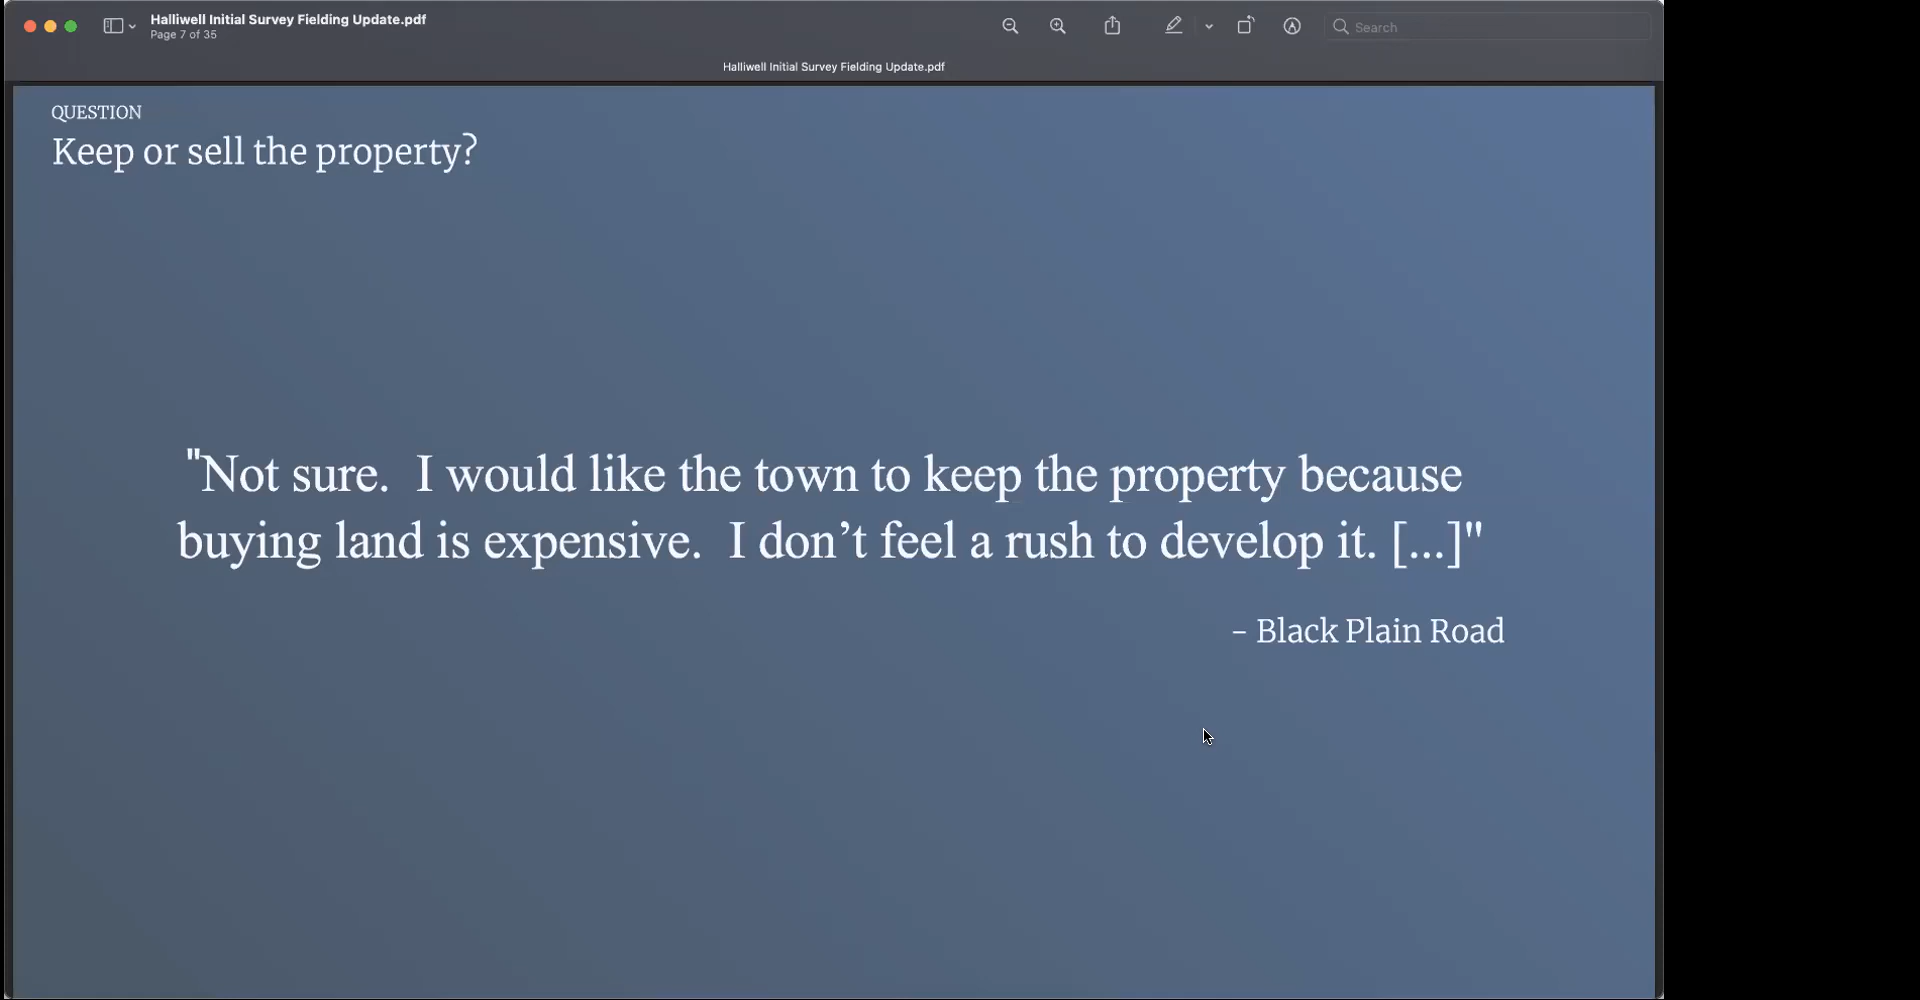 Halliwell Initial Survey Fielding Update.pdf
Page 7 of 35
Search
Halliwell Initial Survey Fielding Update.pdf
QUESTION
Keep or sell the property?
"Not sure.  I would like the town to keep the property because
buying land is expensive.  I don’t feel a rush to develop it. [...]"
– Black Plain Road